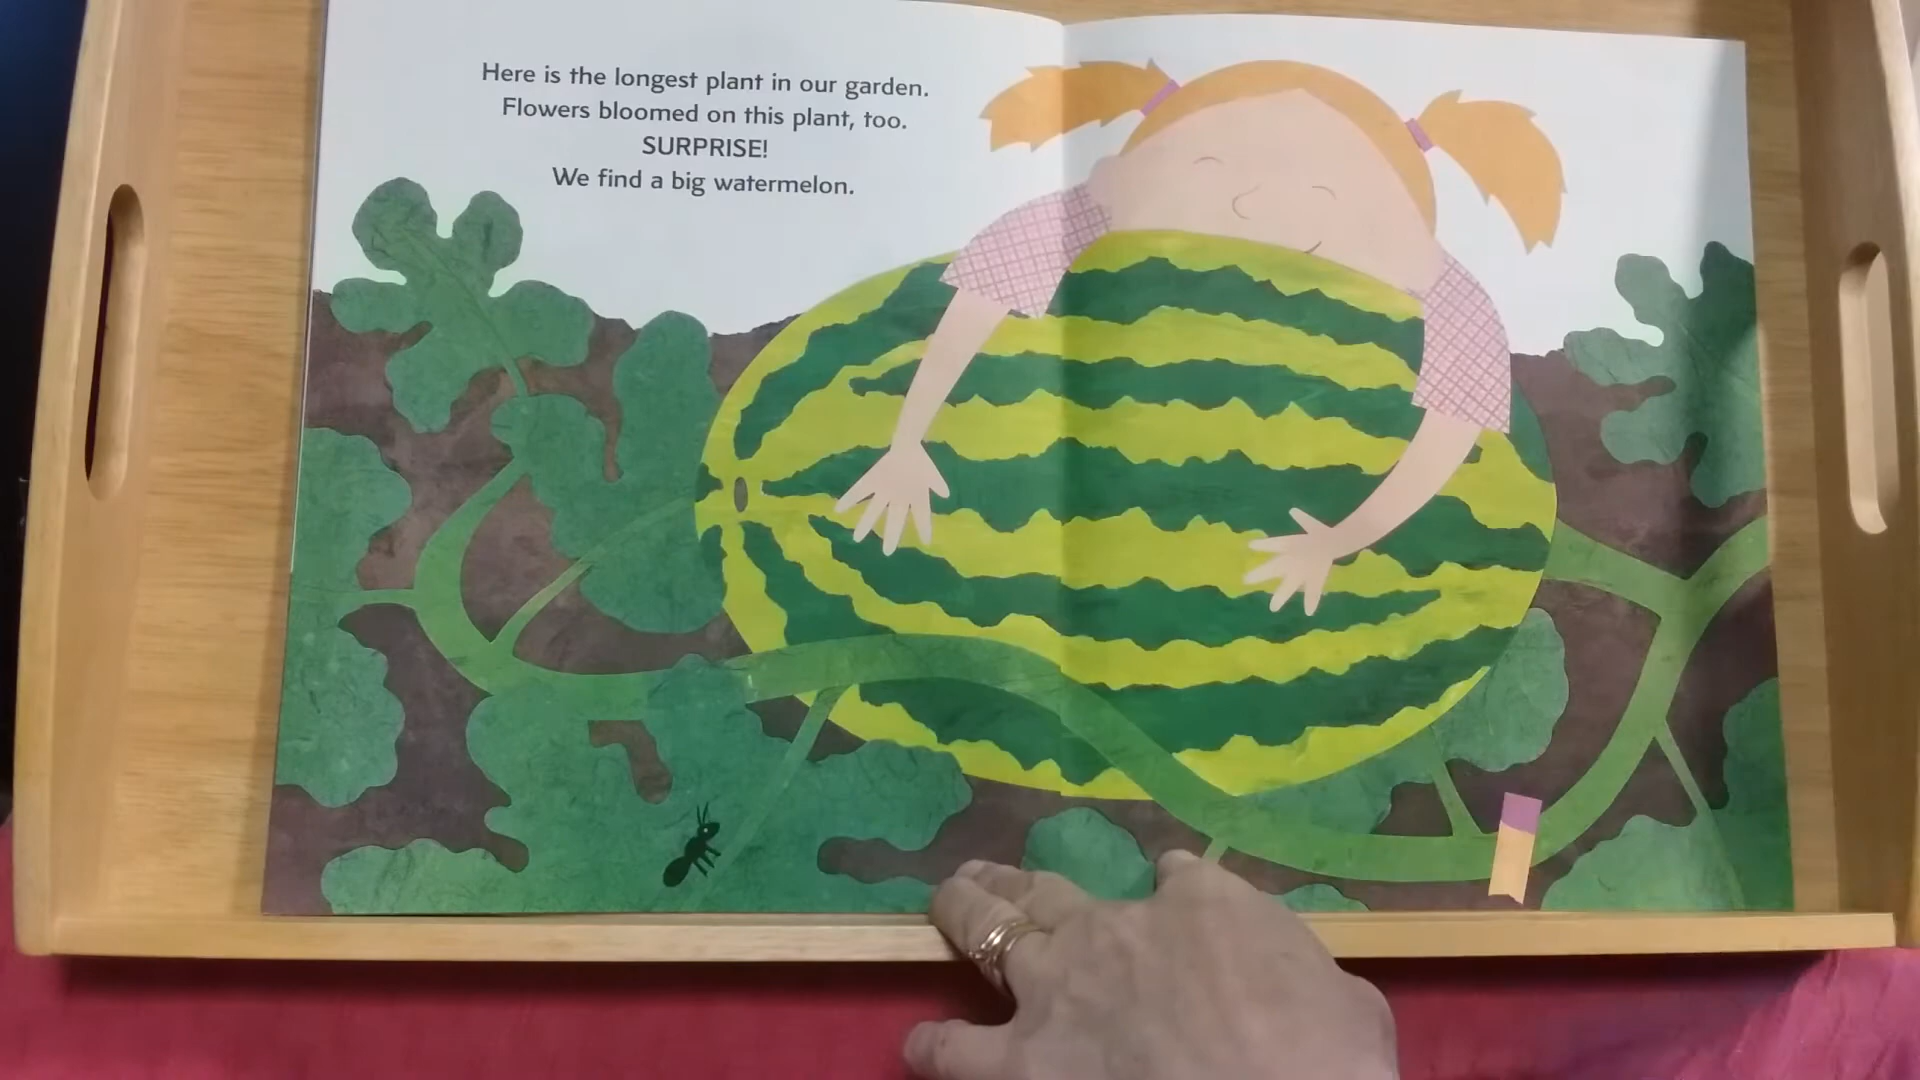 Here is the longest plant in our garden.
Flowers bloomed on this plant, too.
SURPRISE!
We find a big watermelon.